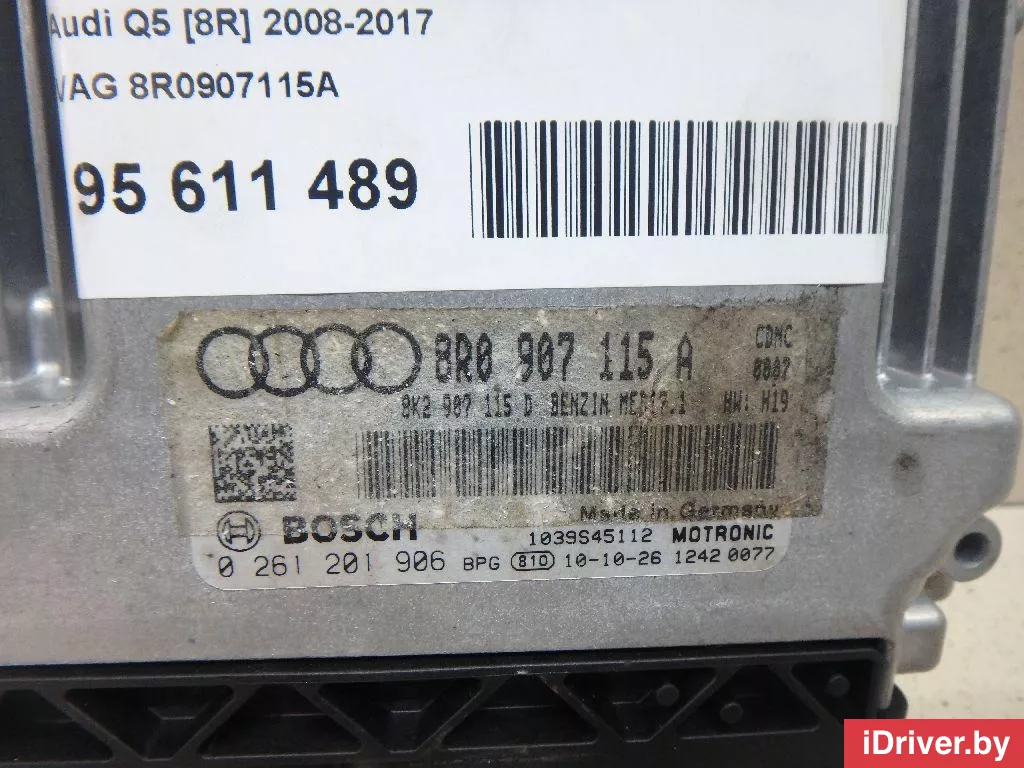 Audi Q5 [8R] 2008-2017
VAG 8R0907115A
95 611 489
8R0 907 115 A
CDNC
0007
8K2 907 115 D BENZIN MED17.1 HW: H19
BOSCH
Made in Germany
1039S45112 MOTRONIC
0 261 201 906 BPG 810 10-10-26 1242 0077
iDriver.by